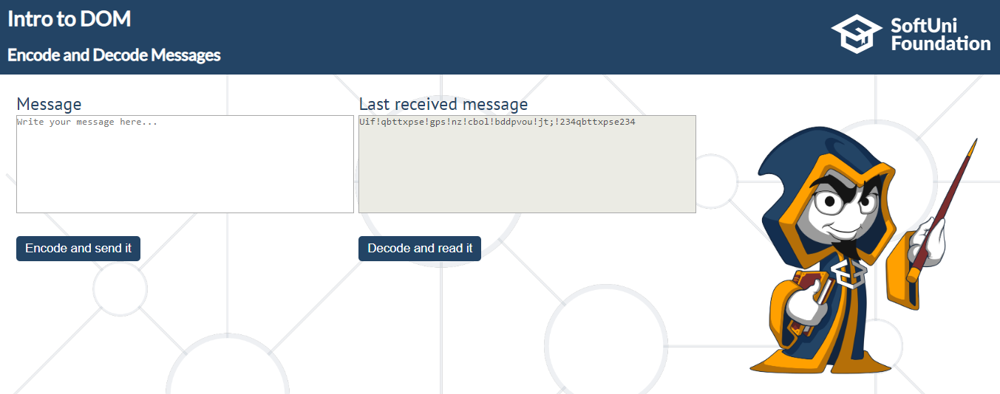 Intro to DOM
SoftUni
Foundation
Encode and Decode Messages
Message
Last received message
Write your message here...
Uif!qbttxpse!gps!nz!cbol!bddpvou!jt;!234qbttxpse234
Encode and send it
Decode and read it